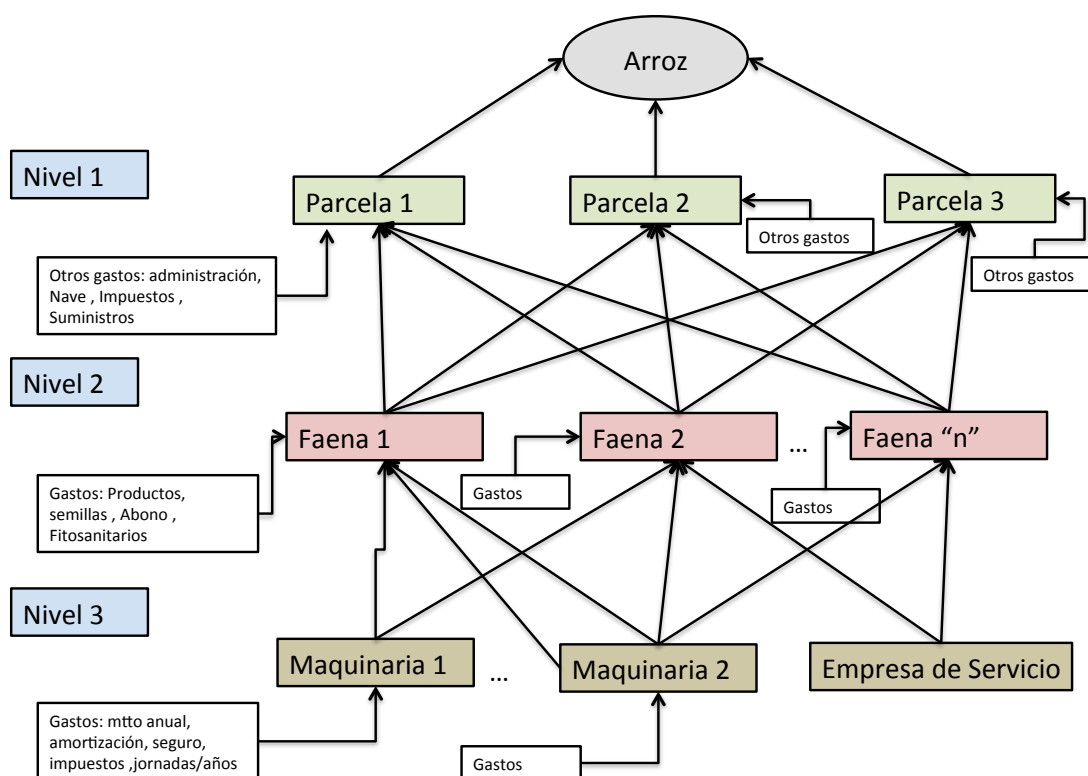 Arroz
Nivel 1
Parcela 1
Parcela 2
Parcela 3
Otros gastos
Otros gastos
Otros gastos: administración,
Nave , Impuestos ,
Suministros
Nivel 2
Faena 1
Faena 2
...
Faena “n”
Gastos: Productos,
semillas , Abono ,
Fitosanitarios
Gastos
Gastos
Nivel 3
Maquinaria 1
...
Maquinaria 2
Empresa de Servicio
Gastos: mtto anual,
amortización, seguro,
impuestos ,jornadas/años
Gastos